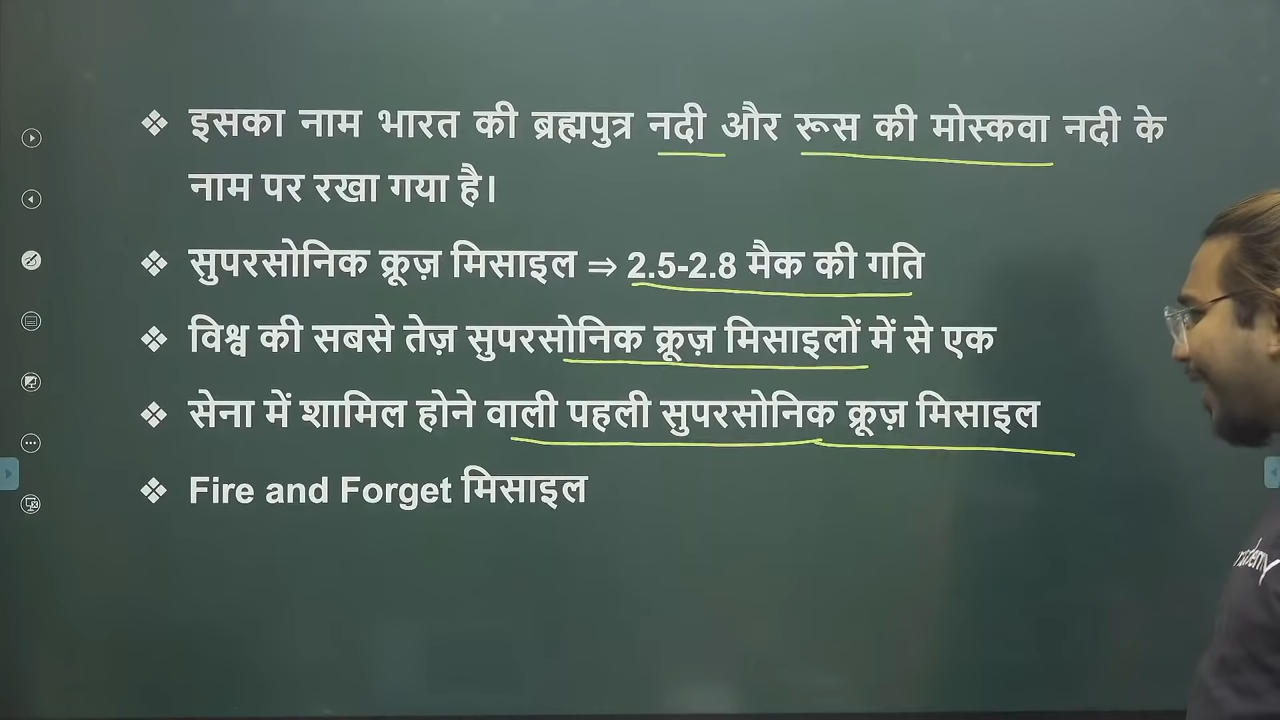 ❖ इसका नाम भारत की ब्रह्मपुत्र नदी और रूस की मोस्कवा नदी के
नाम पर रखा गया है।
❖ सुपरसोनिक क्रूज़ मिसाइल ⇒ 2.5-2.8 मैक की गति
❖ विश्व की सबसे तेज़ सुपरसोनिक क्रूज़ मिसाइलों में से एक
❖ सेना में शामिल होने वाली पहली सुपरसोनिक क्रूज़ मिसाइल
❖ Fire and Forget मिसाइल